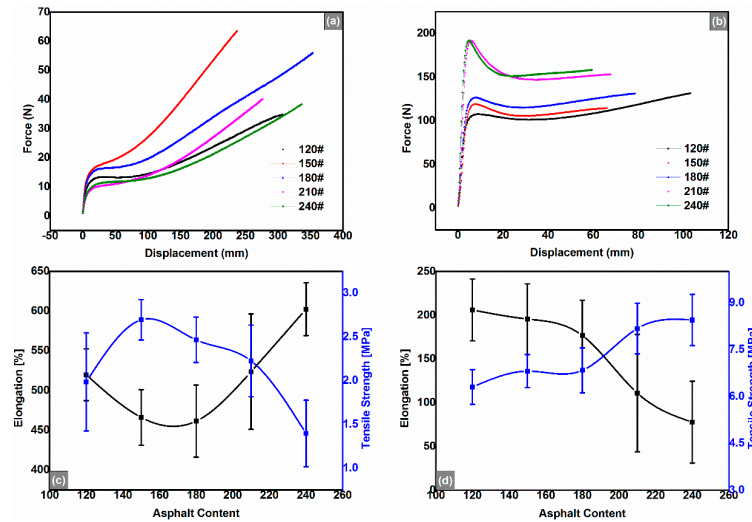 70
60
50
40
30
20
10
0
Force (N)
(a)
120#
150#
180#
210#
240#
-50 0 50 100 150 200 250 300 350 400
Displacement (mm)
200
150
100
50
0
Force (N)
(b)
120#
150#
180#
210#
240#
0 20 40 60 80 100 120
Displacement (mm)
650
600
550
500
450
400
Elongation [%]
3.0
2.5
2.0
1.5
1.0
Tensile Strength [MPa]
(c)
100 120 140 160 180 200 220 240 260
Asphalt Content
250
200
150
100
50
0
Elongation [%]
9.0
7.5
6.0
4.5
3.0
Tensile Strength [MPa]
(d)
100 120 140 160 180 200 220 240 260
Asphalt Content